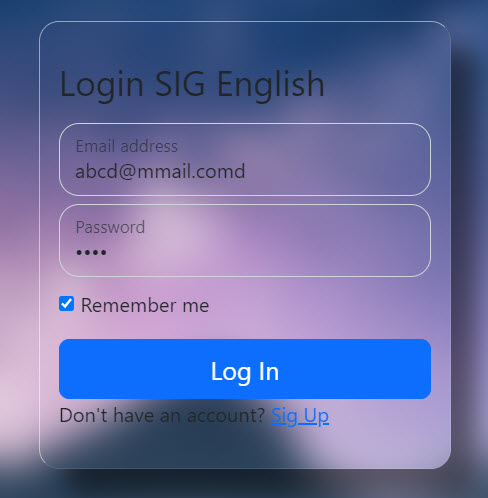 Login SIG English
Email address
abcd@mmail.comd
Password
••••
Remember me
Log In
Don't have an account? Sig Up